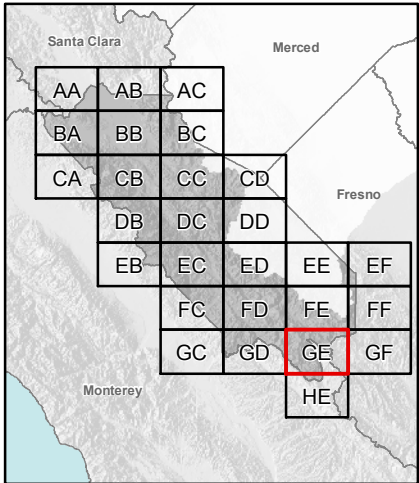 Santa Clara
Merced
AA AB AC
BA BB BC
CA CB CC CD
Fresno
DB DC DD
EB EC ED EE EF
FC FD FE FF
GC GD GE GF
Monterey
HE